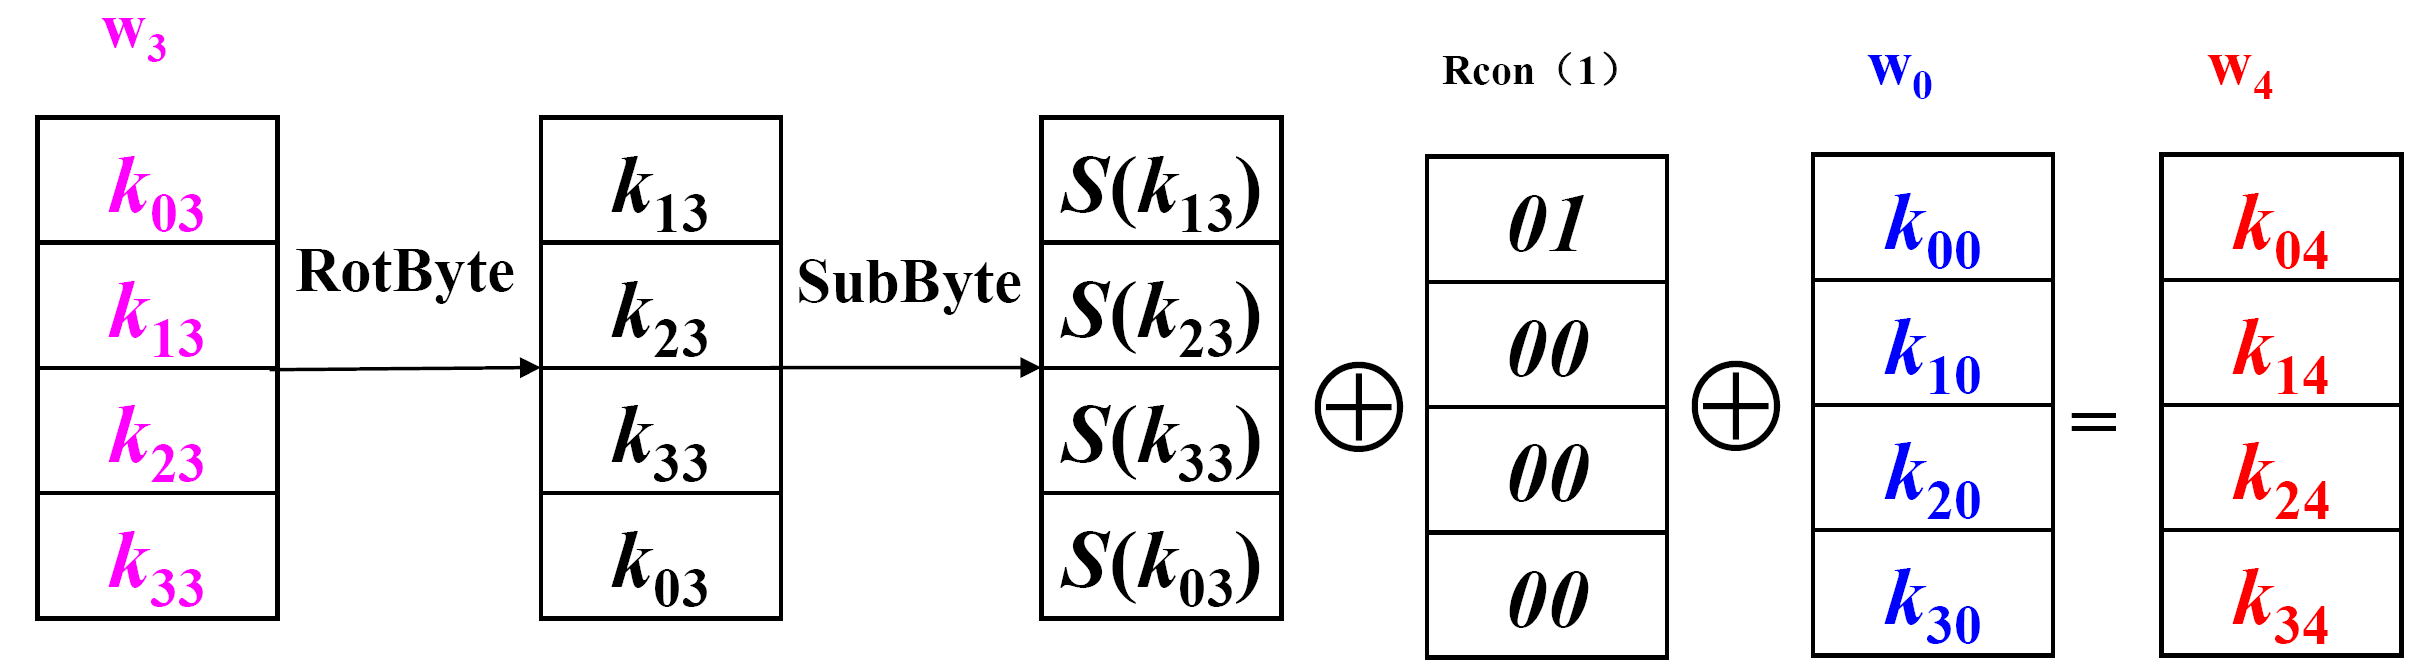 w₃ Rcon（1） w₀ w₄
k₀₃ k₁₃ S(k₁₃) 01 k₀₀ k₀₄
RotByte SubByte
k₁₃ k₂₃ S(k₂₃) 00 k₁₀ k₁₄
⊕ ⊕ =
k₂₃ k₃₃ S(k₃₃) 00 k₂₀ k₂₄
k₃₃ k₀₃ S(k₀₃) 00 k₃₀ k₃₄